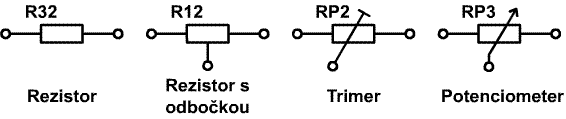 R32
R12
RP2
RP3
Rezistor
Rezistor s
odbočkou
Trimer
Potenciometer